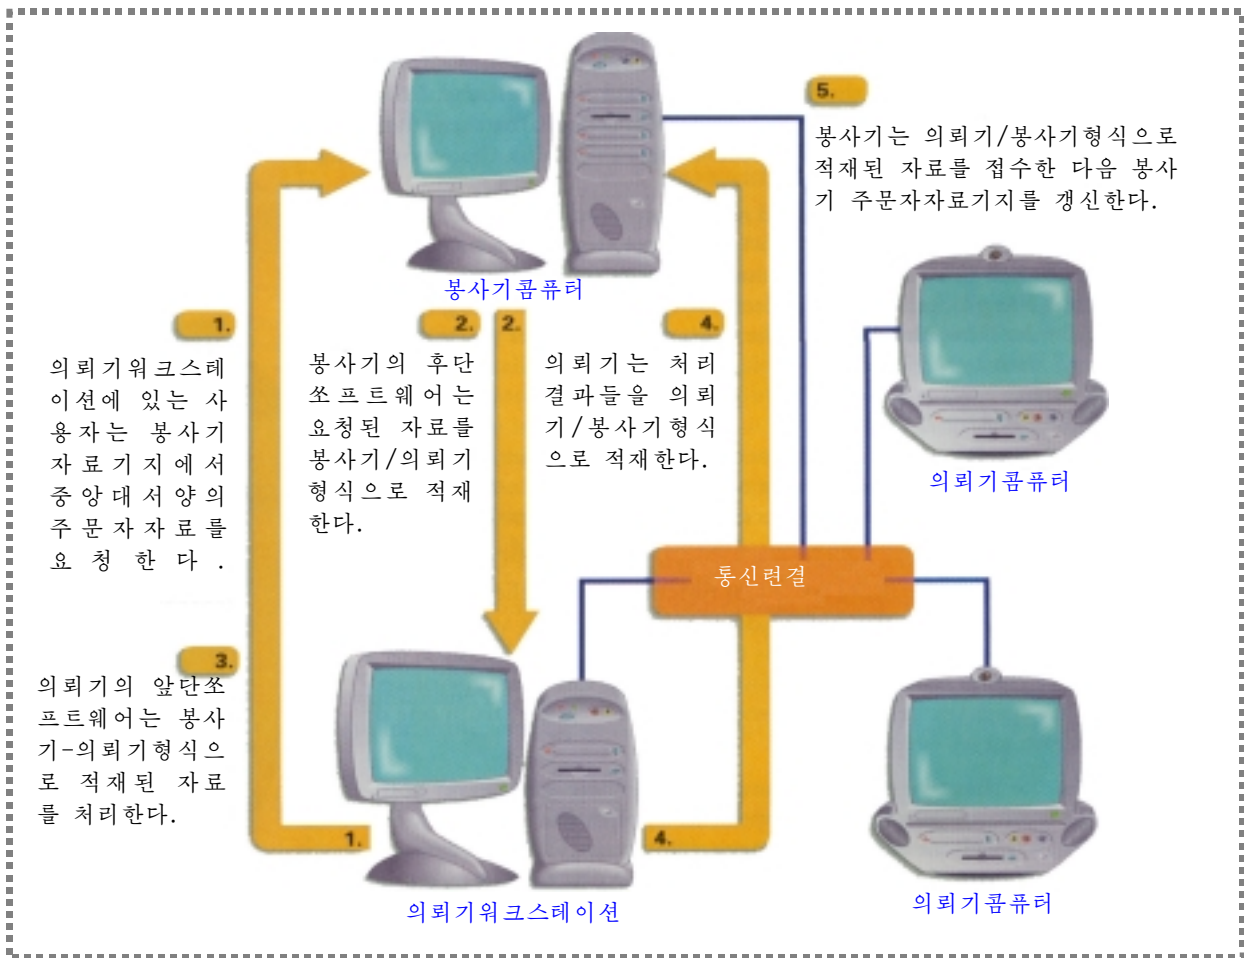 5.
봉사기는 의뢰기/봉사기형식으로
적재된 자료를 접수한 다음 봉사
기 주문자자료기지를 갱신한다.
봉사기콤퓨터
1.
의뢰기워크스테
이션에 있는 사
용자는 봉사기
자료기지에서
중앙대서양의
주문자자료를
요청한다.
2.
봉사기의 후단
쏘프트웨어는
요청된 자료를
봉사기/의뢰기
형식으로 적재
한다.
2.
4.
의뢰기는 처리
결과들을 의뢰
기/봉사기형식
으로 적재한다.
의뢰기콤퓨터
통신련결
3.
의뢰기의 앞단쏘
프트웨어는 봉사
기-의뢰기형식으
로 적재된 자료
를 처리한다.
1.
4.
의뢰기워크스테이션
의뢰기콤퓨터